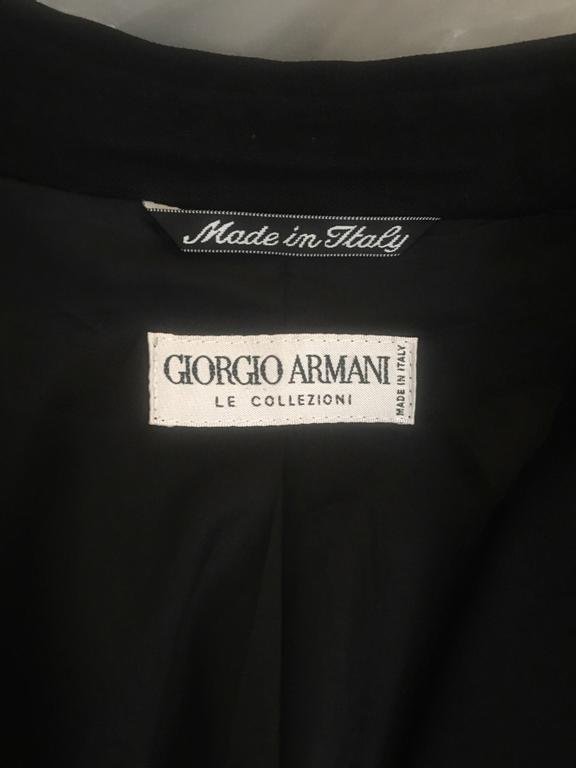 Made in Italy
GIORGIO ARMANI
LE COLLEZIONI
MADE IN ITALY